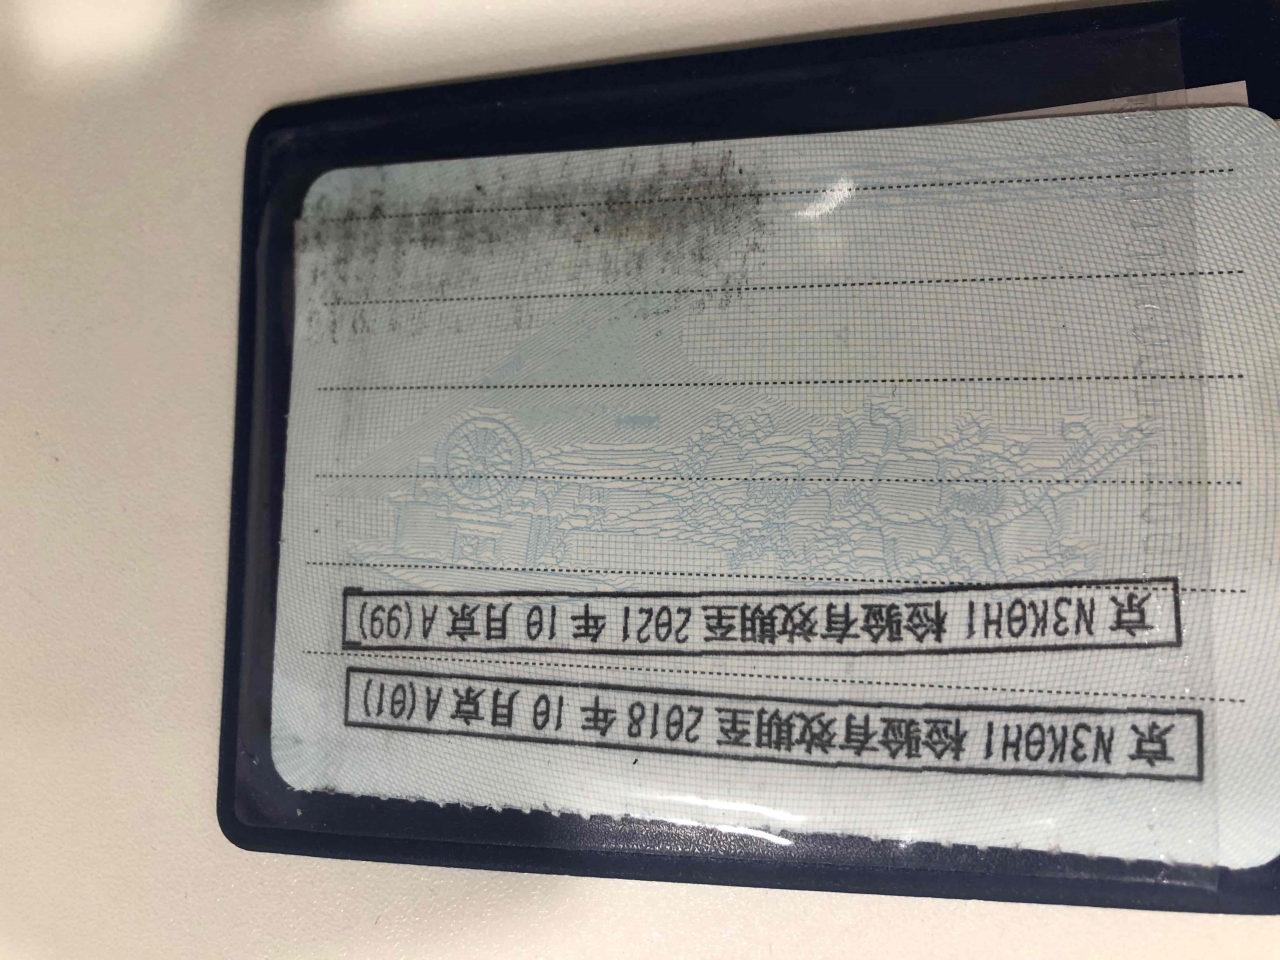 京 N3K0H1 检验有效期至 2018 年 10 月京 A(01)
京 N3K0H1 检验有效期至 2021 年 10 月京 A(99)